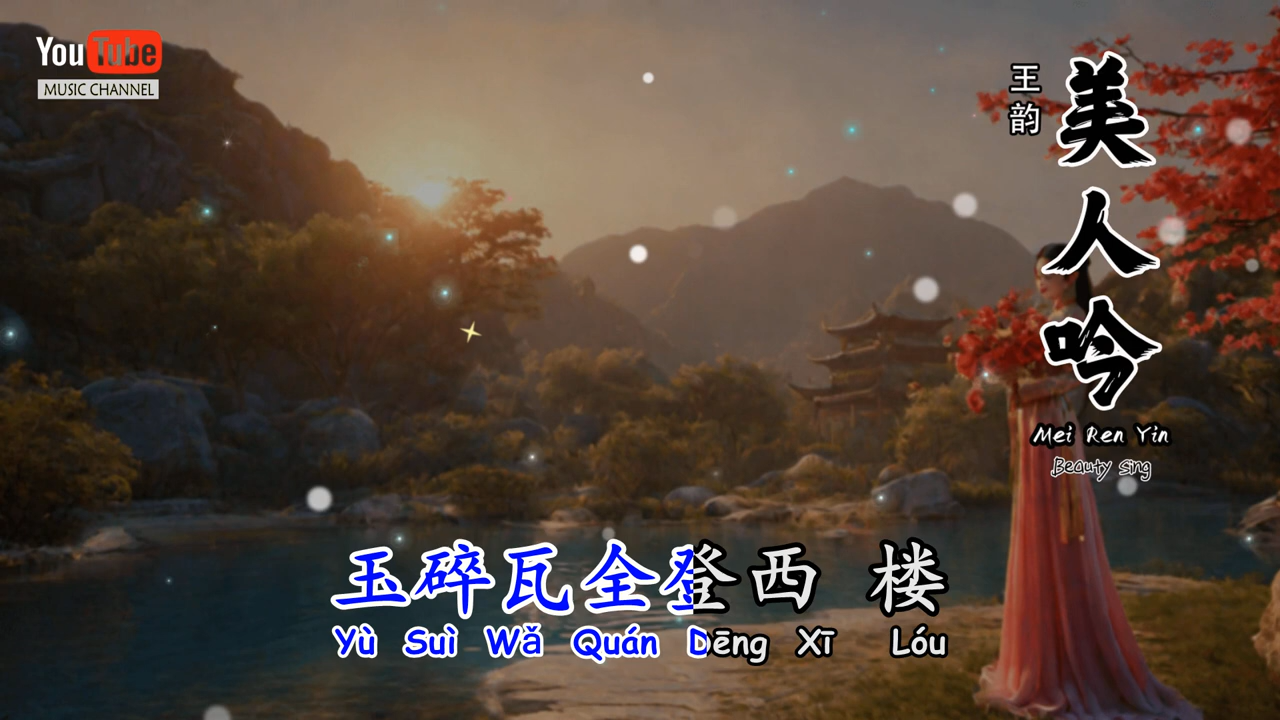 YouTube
MUSIC CHANNEL
王韵
美人吟
Mei Ren Yin
Beauty Sing
玉碎瓦全登西 楼
Yù Suì Wǎ Quán Dēng Xī Lóu